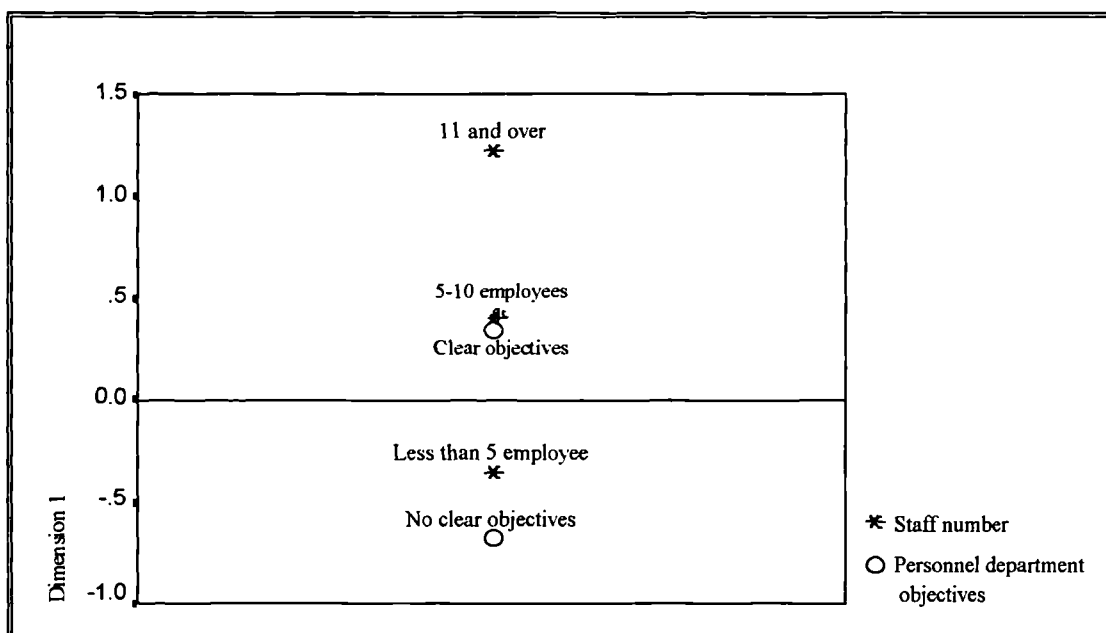 1.5
11 and over
1.0
5-10 employees
.5
Clear objectives
0.0
Less than 5 employee
-.5
No clear objectives
Dimension 1
-1.0
Staff number
Personnel department
objectives